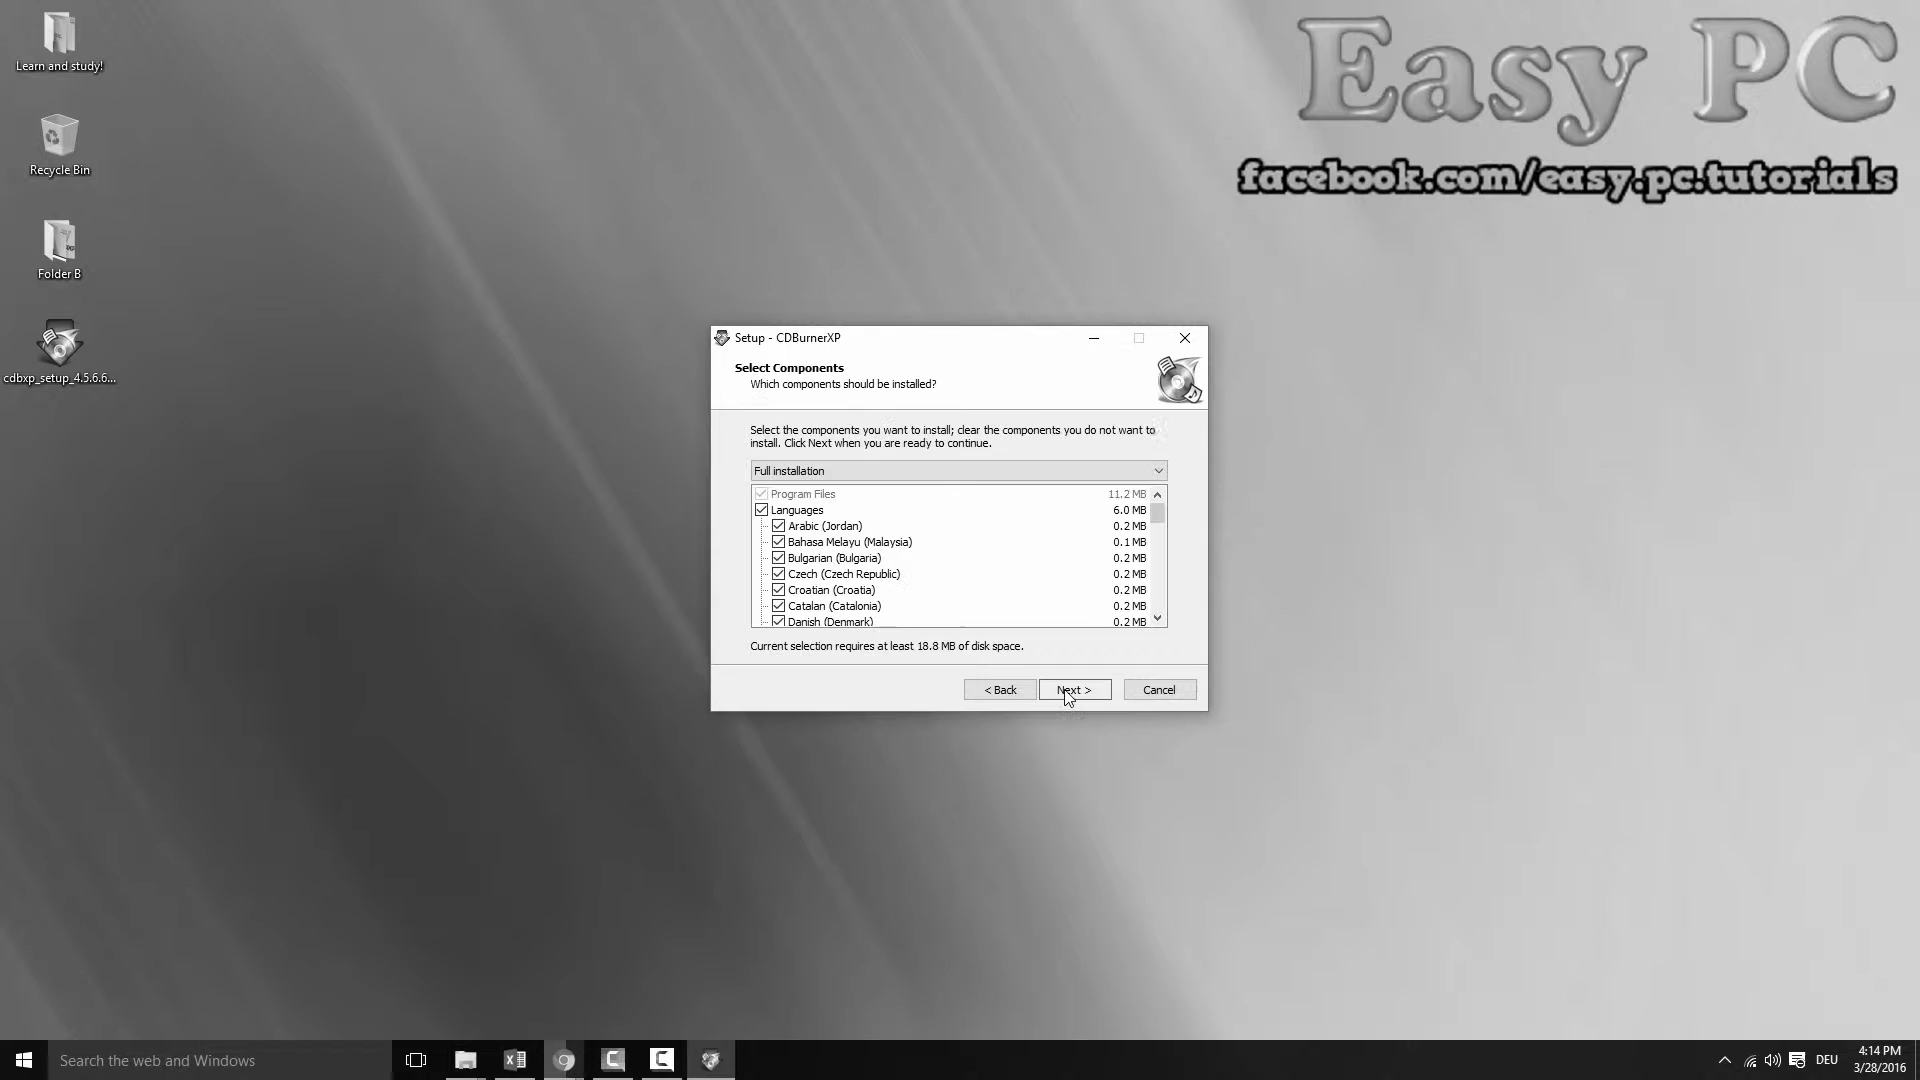 Learn and study!
Recycle Bin
Folder B
cdbxp_setup_4.5.6.6...
Easy PC
facebook.com/easy.pc.tutorials
Setup - CDBurnerXP
Select Components
Which components should be installed?
Select the components you want to install; clear the components you do not want to
install. Click Next when you are ready to continue.
Full installation
Program Files 11.2 MB
Languages 6.0 MB
Arabic (Jordan) 0.2 MB
Bahasa Melayu (Malaysia) 0.1 MB
Bulgarian (Bulgaria) 0.2 MB
Czech (Czech Republic) 0.2 MB
Croatian (Croatia) 0.2 MB
Catalan (Catalonia) 0.2 MB
Danish (Denmark) 0.2 MB
Current selection requires at least 18.8 MB of disk space.
< Back Next > Cancel
Search the web and Windows
DEU
4:14 PM
3/28/2016